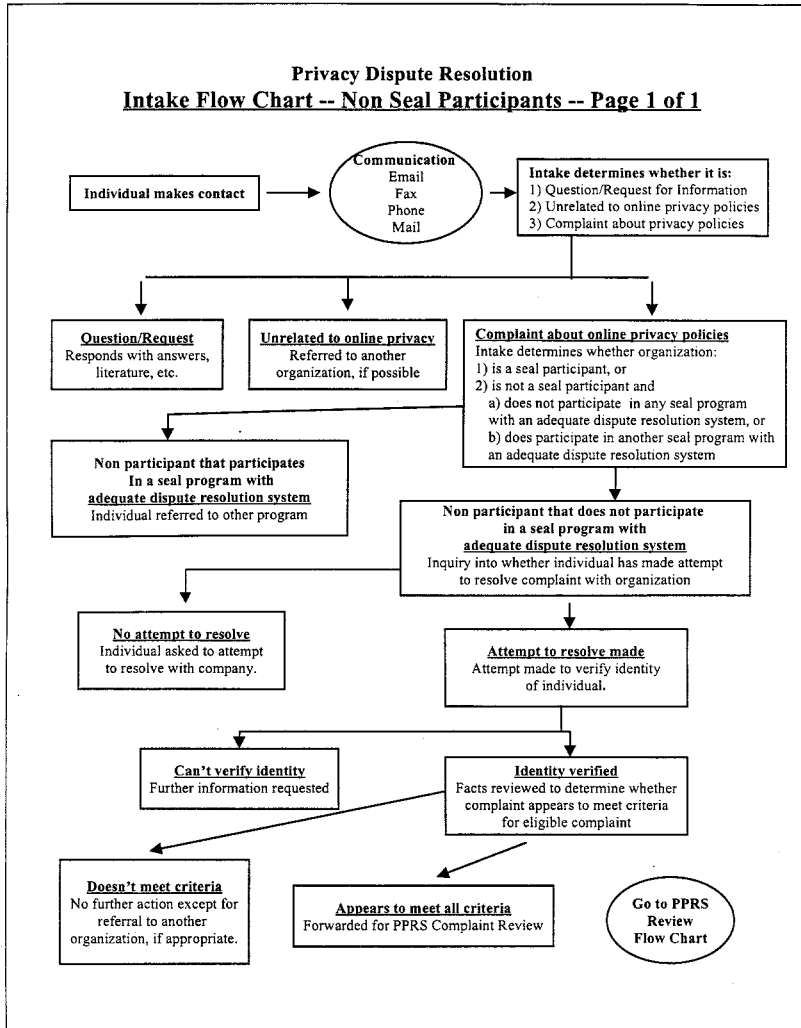 Privacy Dispute Resolution
Intake Flow Chart -- Non Seal Participants -- Page 1 of 1
Individual makes contact
Communication
Email
Fax
Phone
Mail
Intake determines whether it is:
1) Question/Request for Information
2) Unrelated to online privacy policies
3) Complaint about privacy policies
Question/Request
Responds with answers,
literature, etc.
Unrelated to online privacy
Referred to another
organization, if possible
Complaint about online privacy policies
Intake determines whether organization:
1) is a seal participant, or
2) is not a seal participant and
a) does not participate in any seal program
with an adequate dispute resolution system, or
b) does participate in another seal program with
an adequate dispute resolution system
Non participant that participates
In a seal program with
adequate dispute resolution system
Individual referred to other program
Non participant that does not participate
in a seal program with
adequate dispute resolution system
Inquiry into whether individual has made attempt
to resolve complaint with organization
No attempt to resolve
Individual asked to attempt
to resolve with company.
Attempt to resolve made
Attempt made to verify identity
of individual.
Can't verify identity
Further information requested
Identity verified
Facts reviewed to determine whether
complaint appears to meet criteria
for eligible complaint
Doesn't meet criteria
No further action except for
referral to another
organization, if appropriate.
Appears to meet all criteria
Forwarded for PPRS Complaint Review
Go to PPRS
Review
Flow Chart